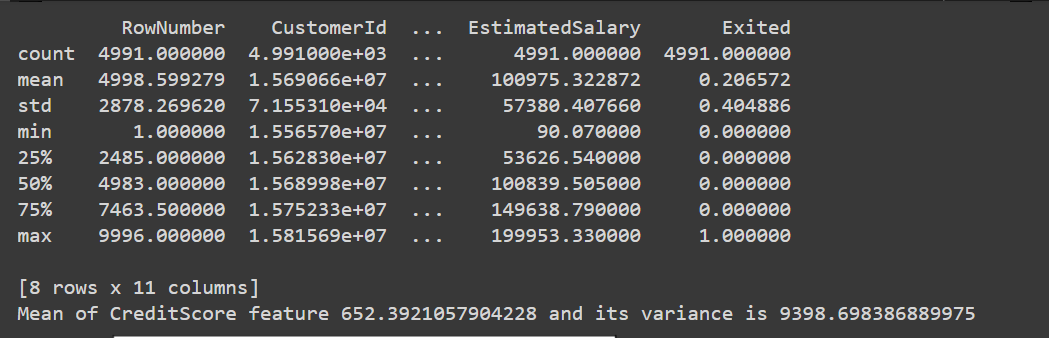 RowNumber CustomerId ... EstimatedSalary Exited
count 4991.000000 4.991000e+03 ... 4991.000000 4991.000000
mean 4998.599279 1.569066e+07 ... 100975.322872 0.206572
std 2878.269620 7.155310e+04 ... 57380.407660 0.404886
min 1.000000 1.556570e+07 ... 90.070000 0.000000
25% 2485.000000 1.562830e+07 ... 53626.540000 0.000000
50% 4983.000000 1.568998e+07 ... 100839.505000 0.000000
75% 7463.500000 1.575233e+07 ... 149638.790000 0.000000
max 9996.000000 1.581569e+07 ... 199953.330000 1.000000
[8 rows x 11 columns]
Mean of CreditScore feature 652.3921057904228 and its variance is 9398.698386889975